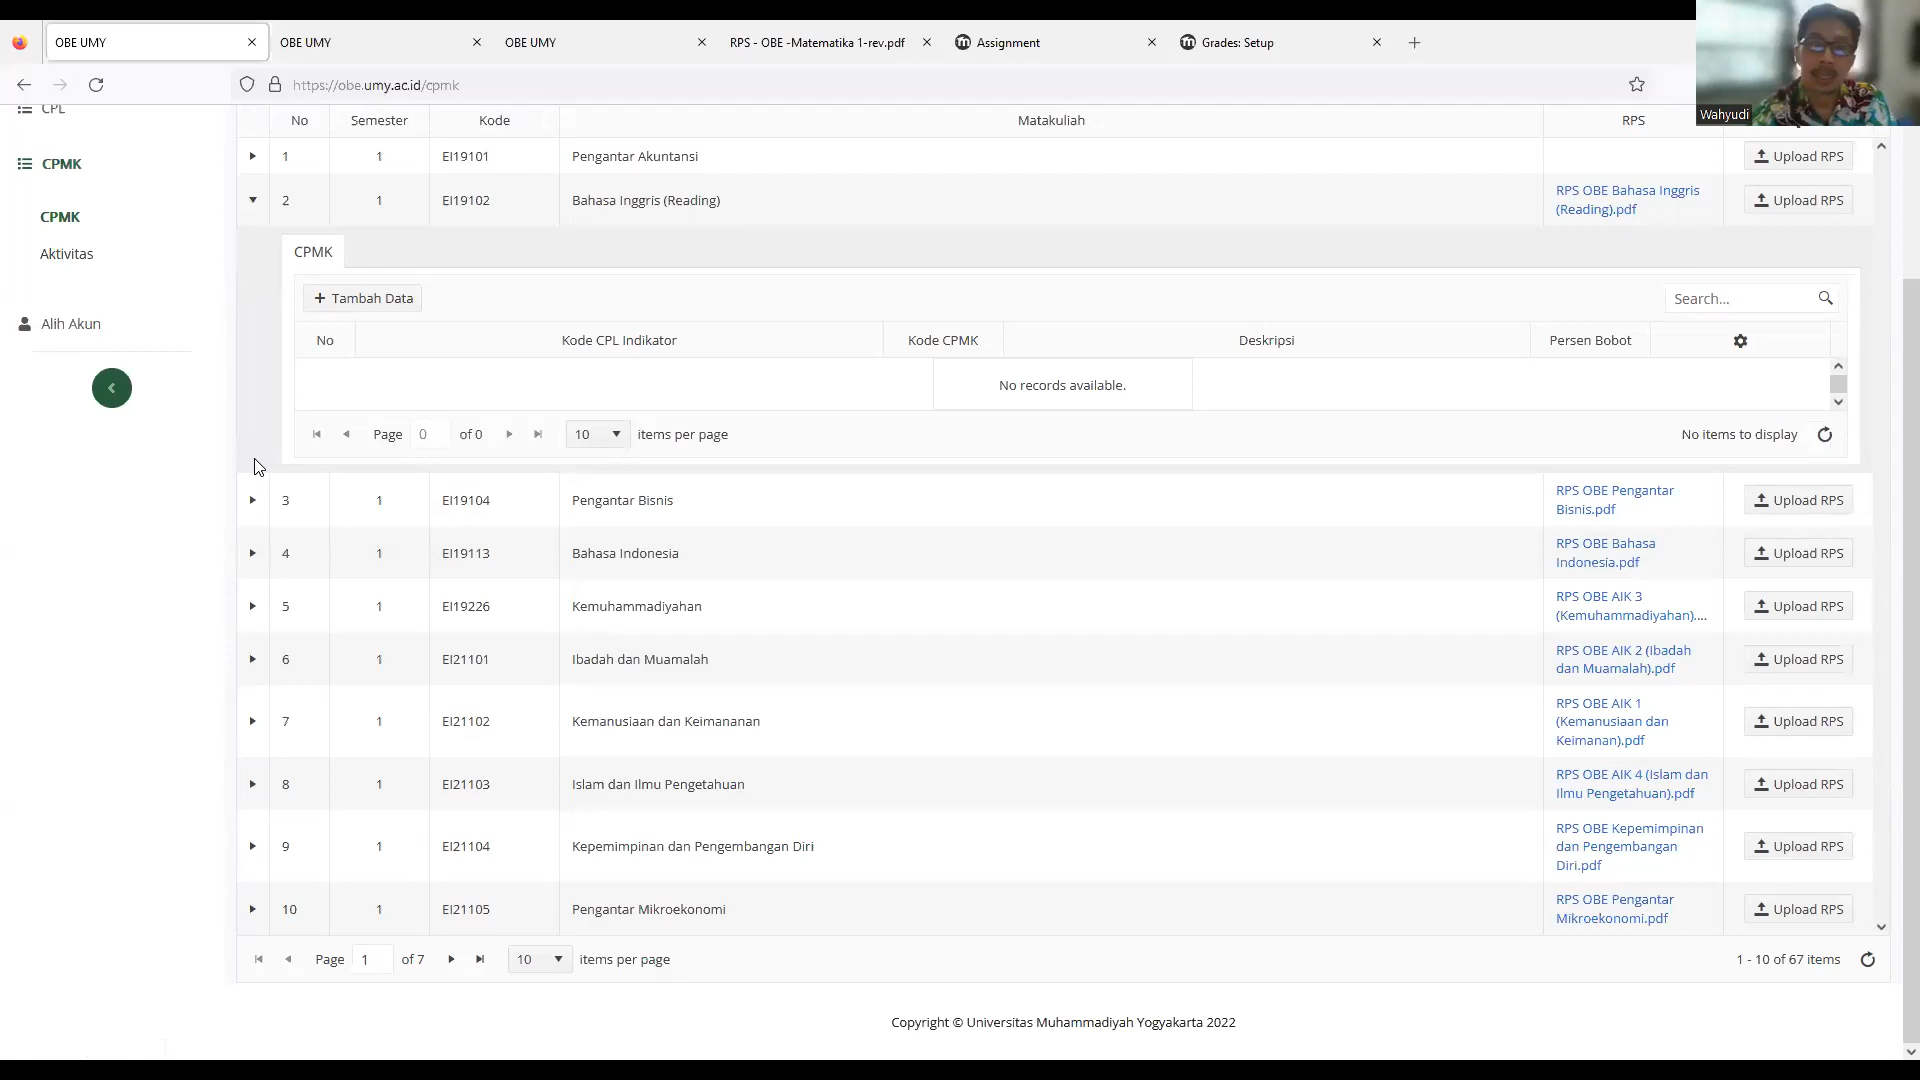 OBE UMY
OBE UMY
OBE UMY
RPS - OBE -Matematika 1-rev.pdf
Assignment
Grades: Setup
https://obe.umy.ac.id/cpmk
Wahyudi
CPL
CPMK
CPMK
Aktivitas
Alih Akun
No Semester Kode Matakuliah RPS
1 1 EI19101 Pengantar Akuntansi Upload RPS
2 1 EI19102 Bahasa Inggris (Reading) RPS OBE Bahasa Inggris
(Reading).pdf Upload RPS
CPMK
+ Tambah Data Search...
No Kode CPL Indikator Kode CPMK Deskripsi Persen Bobot
No records available.
Page 0 of 0 10 items per page No items to display
3 1 EI19104 Pengantar Bisnis RPS OBE Pengantar
Bisnis.pdf Upload RPS
4 1 EI19113 Bahasa Indonesia RPS OBE Bahasa
Indonesia.pdf Upload RPS
5 1 EI19226 Kemuhammadiyahan RPS OBE AIK 3
(Kemuhammadiyahan).... Upload RPS
6 1 EI21101 Ibadah dan Muamalah RPS OBE AIK 2 (Ibadah
dan Muamalah).pdf Upload RPS
7 1 EI21102 Kemanusiaan dan Keimananan RPS OBE AIK 1
(Kemanusiaan dan
Keimanan).pdf Upload RPS
8 1 EI21103 Islam dan Ilmu Pengetahuan RPS OBE AIK 4 (Islam dan
Ilmu Pengetahuan).pdf Upload RPS
9 1 EI21104 Kepemimpinan dan Pengembangan Diri RPS OBE Kepemimpinan
dan Pengembangan
Diri.pdf Upload RPS
10 1 EI21105 Pengantar Mikroekonomi RPS OBE Pengantar
Mikroekonomi.pdf Upload RPS
Page 1 of 7 10 items per page 1 - 10 of 67 items
Copyright © Universitas Muhammadiyah Yogyakarta 2022